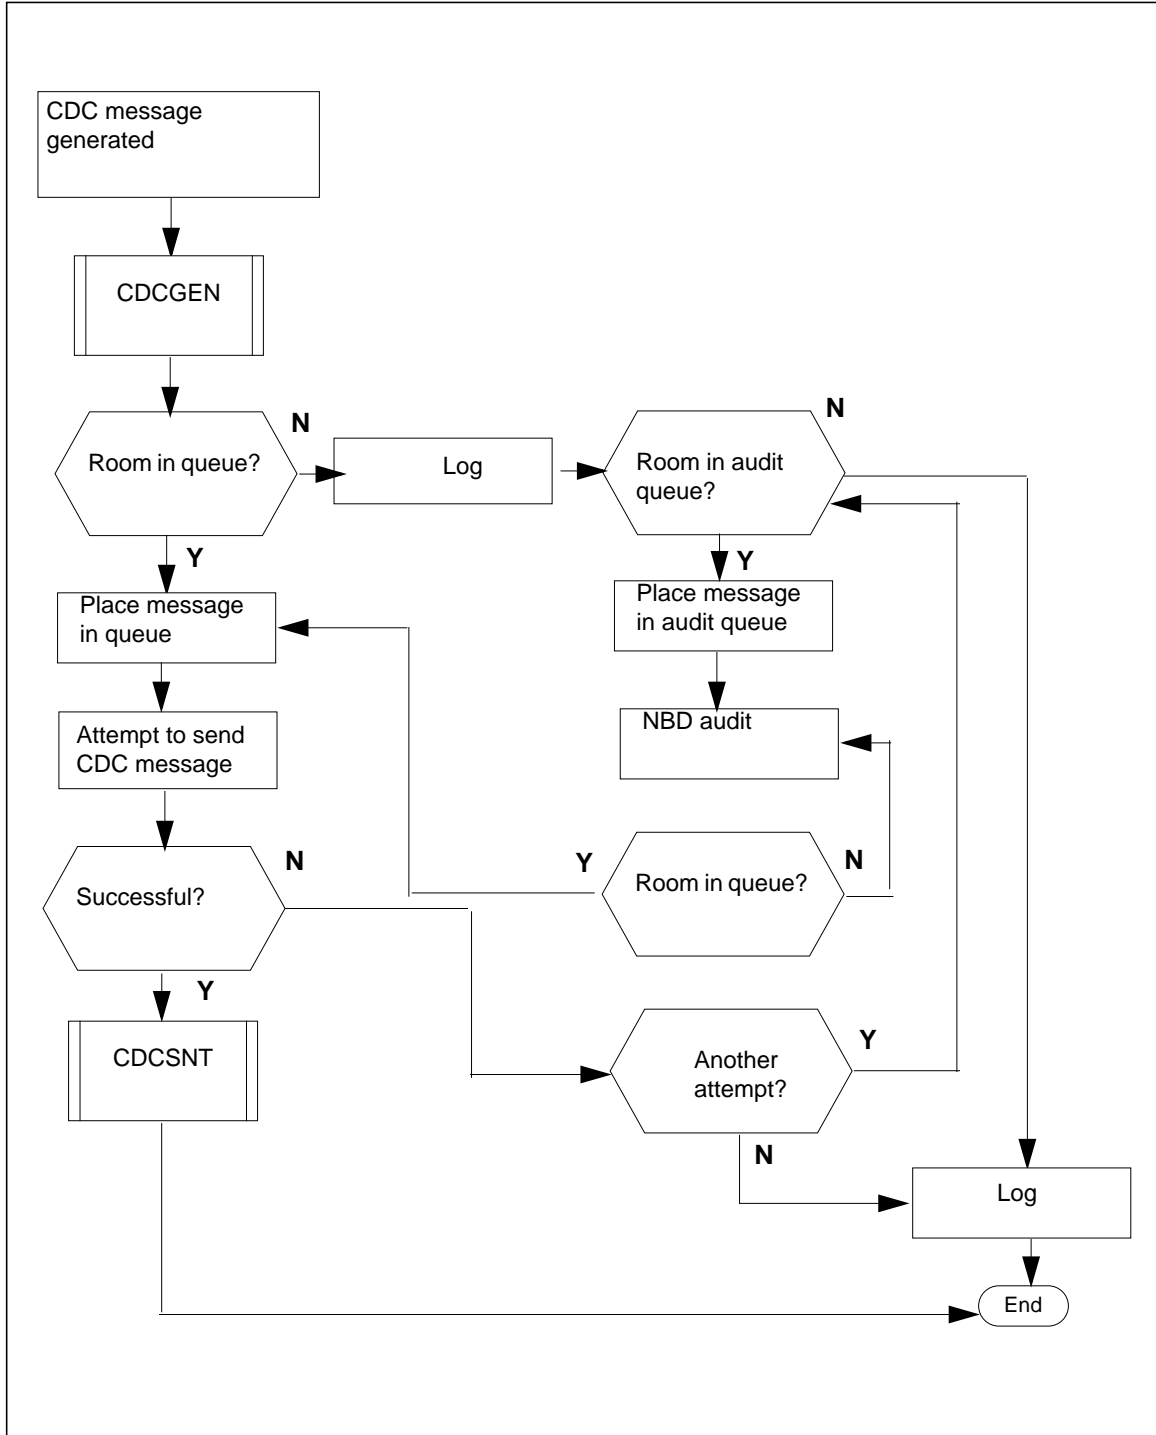 CDC message
generated
CDCGEN
Room in queue?
N
Log
Room in audit
queue?
N
Y
Place message
in queue
Y
Place message
in audit queue
Attempt to send
CDC message
NBD audit
Successful?
N
Y
Room in queue?
N
Y
CDCSNT
Another
attempt?
Y
N
Log
End